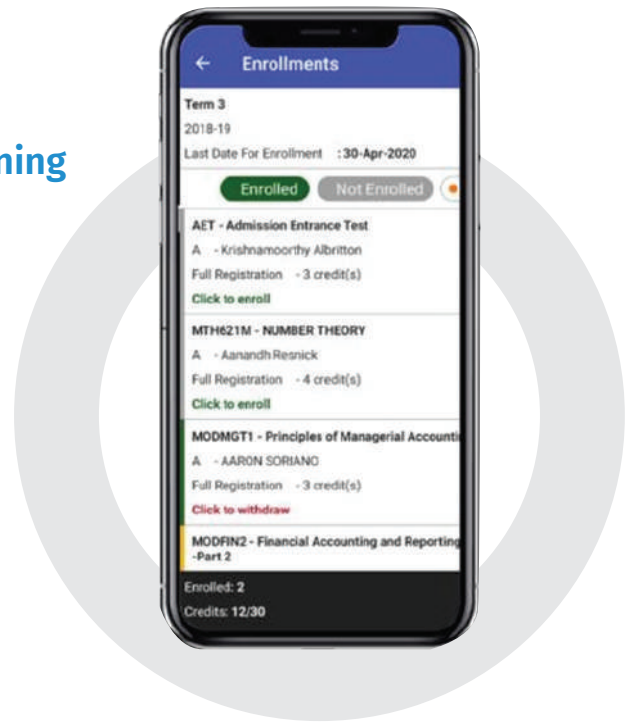 ning
Enrollments
Term 3
2018-19
Last Date For Enrollment : 30-Apr-2020
Enrolled Not Enrolled
AET - Admission Entrance Test
A - Krishnamoorthy Albritton
Full Registration - 3 credit(s)
Click to enroll
MTH621M - NUMBER THEORY
A - Aanandh Resnick
Full Registration - 4 credit(s)
Click to enroll
MODMGT1 - Principles of Managerial Accounti
A - AARON SORIANO
Full Registration - 3 credit(s)
Click to withdraw
MODFIN2 - Financial Accounting and Reporting
-Part 2
Enrolled: 2
Credits: 12/30